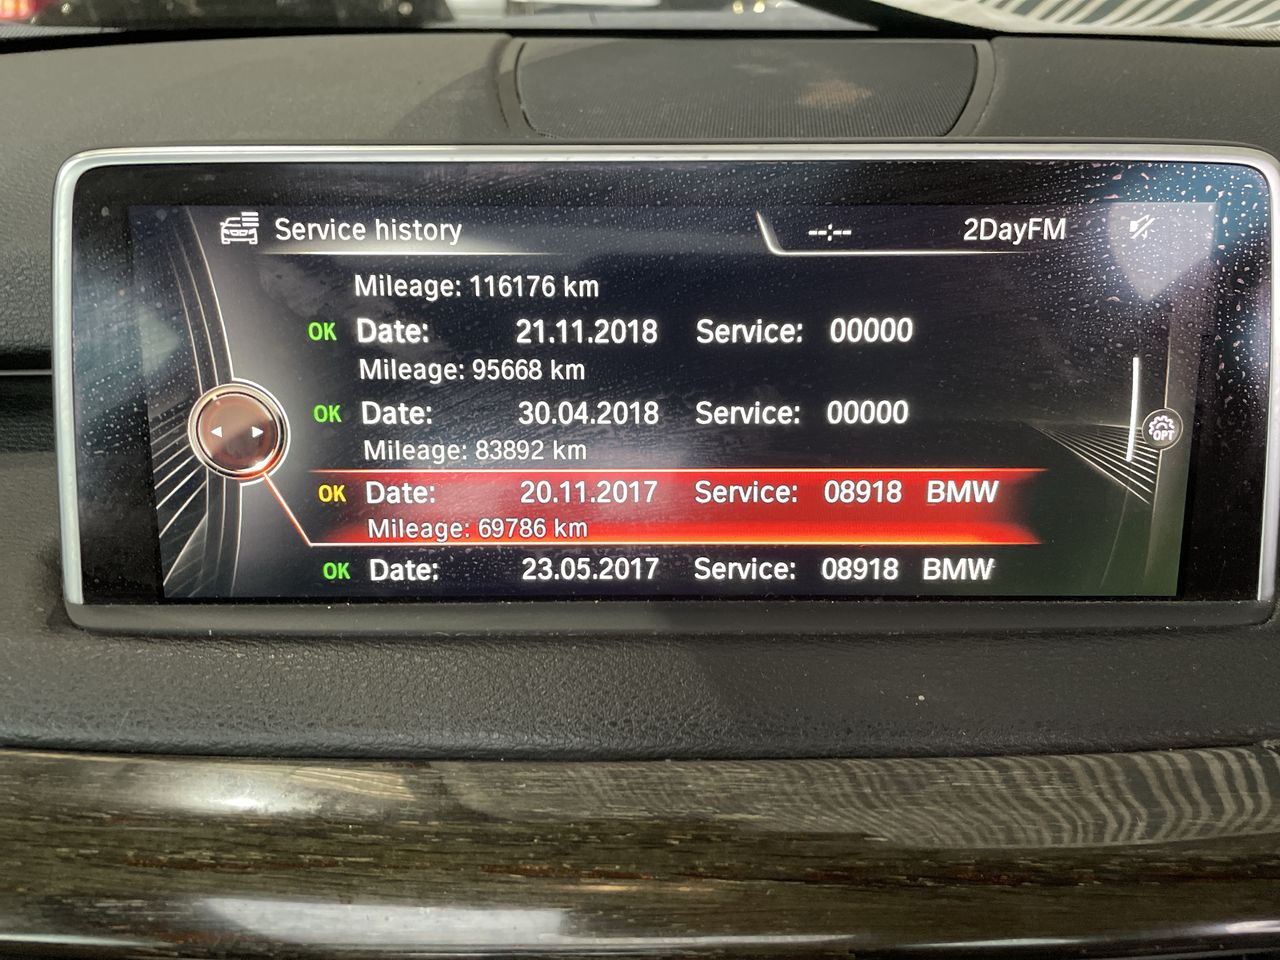 Service history --:-- 2DayFM
Mileage: 116176 km
OK Date: 21.11.2018 Service: 00000
Mileage: 95668 km
OK Date: 30.04.2018 Service: 00000
Mileage: 83892 km
OPT
OK Date: 20.11.2017 Service: 08918 BMW
Mileage: 69786 km
OK Date: 23.05.2017 Service: 08918 BMW